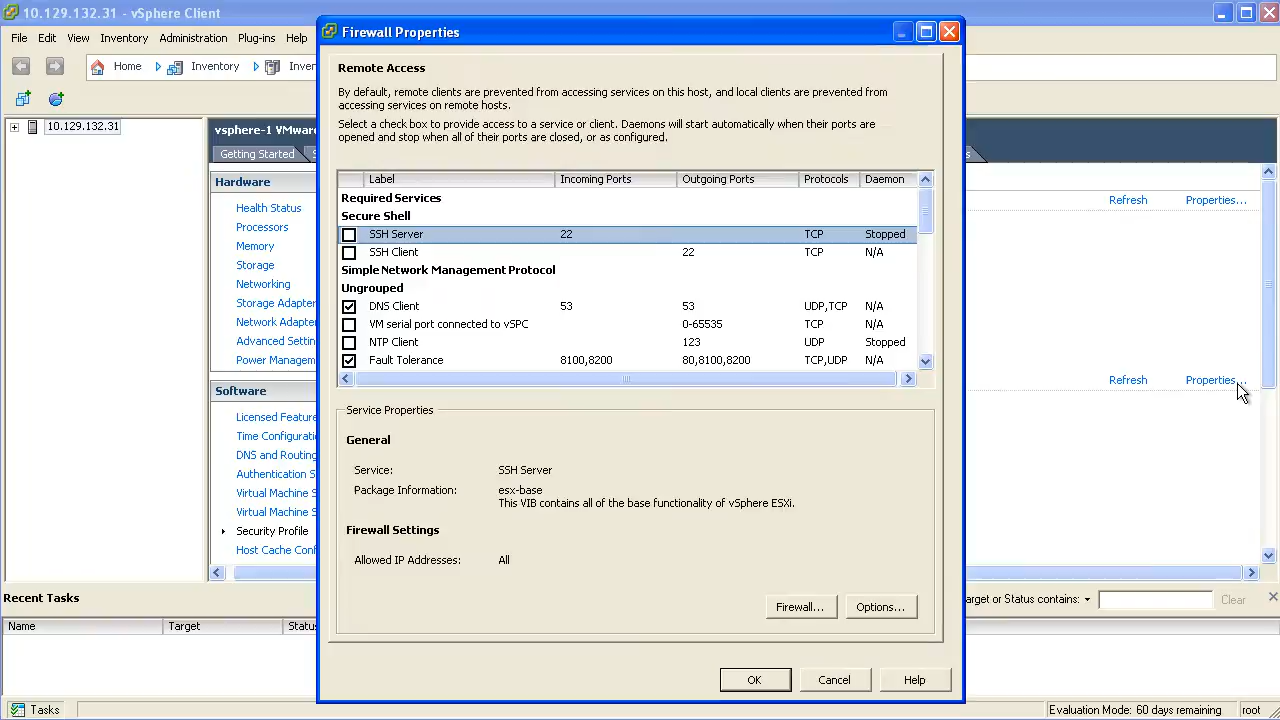 10.129.132.31 - vSphere Client
File Edit View Inventory Administ ug-ins Help
Home Inventory Inven
10.129.132.31
vsphere-1 VMwar
Getting Started
Hardware
Health Status
Processors
Memory
Storage
Networking
Storage Adapter
Network Adapte
Advanced Settin
Power Managem
Software
Licensed Feature
Time Configurati
DNS and Routing
Authentication S
Virtual Machine S
Virtual Machine S
Security Profile
Host Cache Conf
Firewall Properties
Remote Access
By default, remote clients are prevented from accessing services on this host, and local clients are prevented from
accessing services on remote hosts.
Select a check box to provide access to a service or client. Daemons will start automatically when their ports are
opened and stop when all of their ports are closed, or as configured.
Label Incoming Ports Outgoing Ports Protocols Daemon
Required Services
Secure Shell
SSH Server 22 TCP Stopped
SSH Client 22 TCP N/A
Simple Network Management Protocol
Ungrouped
DNS Client 53 53 UDP,TCP N/A
VM serial port connected to vSPC 0-65535 TCP N/A
NTP Client 123 UDP Stopped
Fault Tolerance 8100,8200 80,8100,8200 TCP,UDP N/A
Service Properties
General
Service: SSH Server
Package Information: esx-base
This VIB contains all of the base functionality of vSphere ESXi.
Firewall Settings
Allowed IP Addresses: All
Firewall... Options...
OK Cancel Help
Refresh Properties...
Refresh Properties...
Recent Tasks
arget or Status contains: Clear
Name Target Status
Tasks
Evaluation Mode: 60 days remaining root